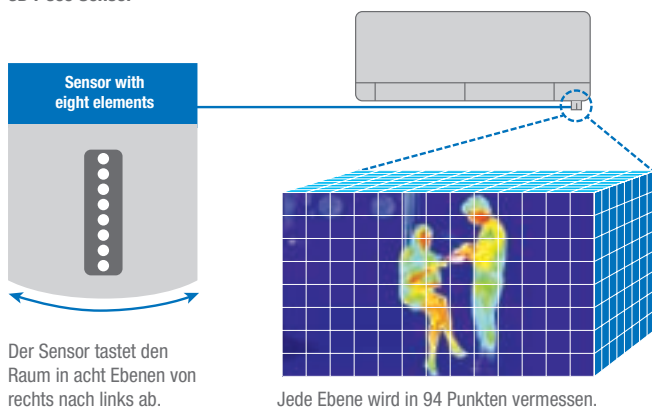 Sensor with
eight elements
Der Sensor tastet den
Raum in acht Ebenen von
rechts nach links ab.
Jede Ebene wird in 94 Punkten vermessen.